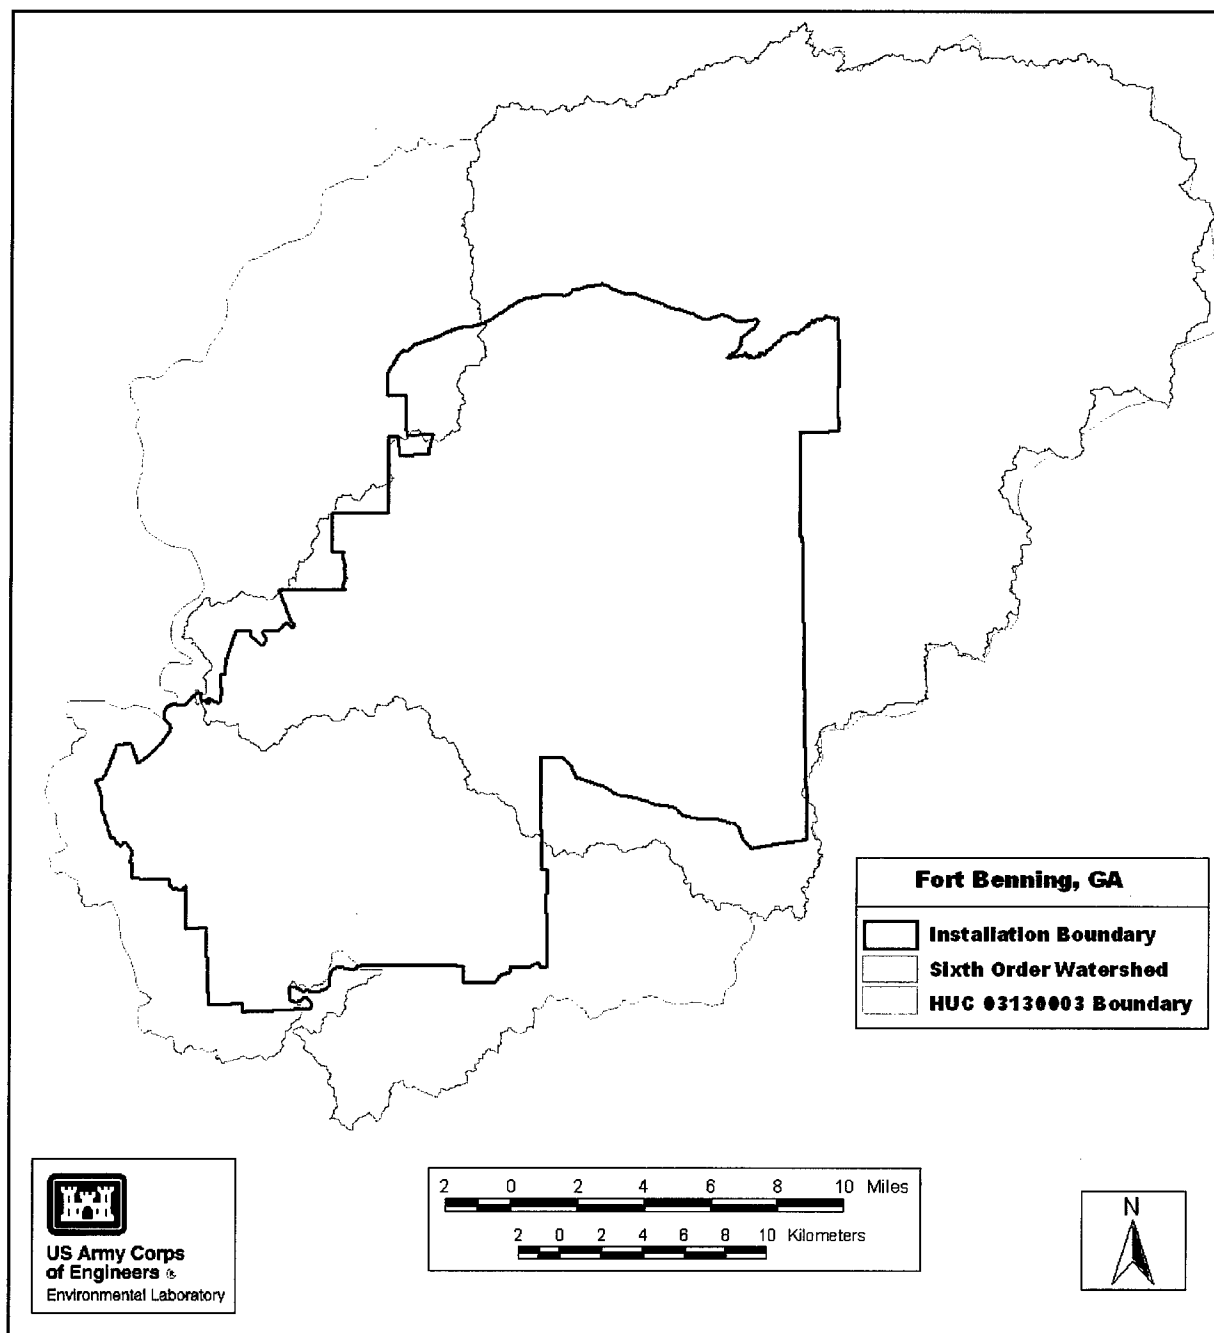 Fort Benning, GA
Installation Boundary
Sixth Order Watershed
HUC 03130003 Boundary
US Army Corps
of Engineers ®
Environmental Laboratory
2 0 2 4 6 8 10 Miles
2 0 2 4 6 8 10 Kilometers
N